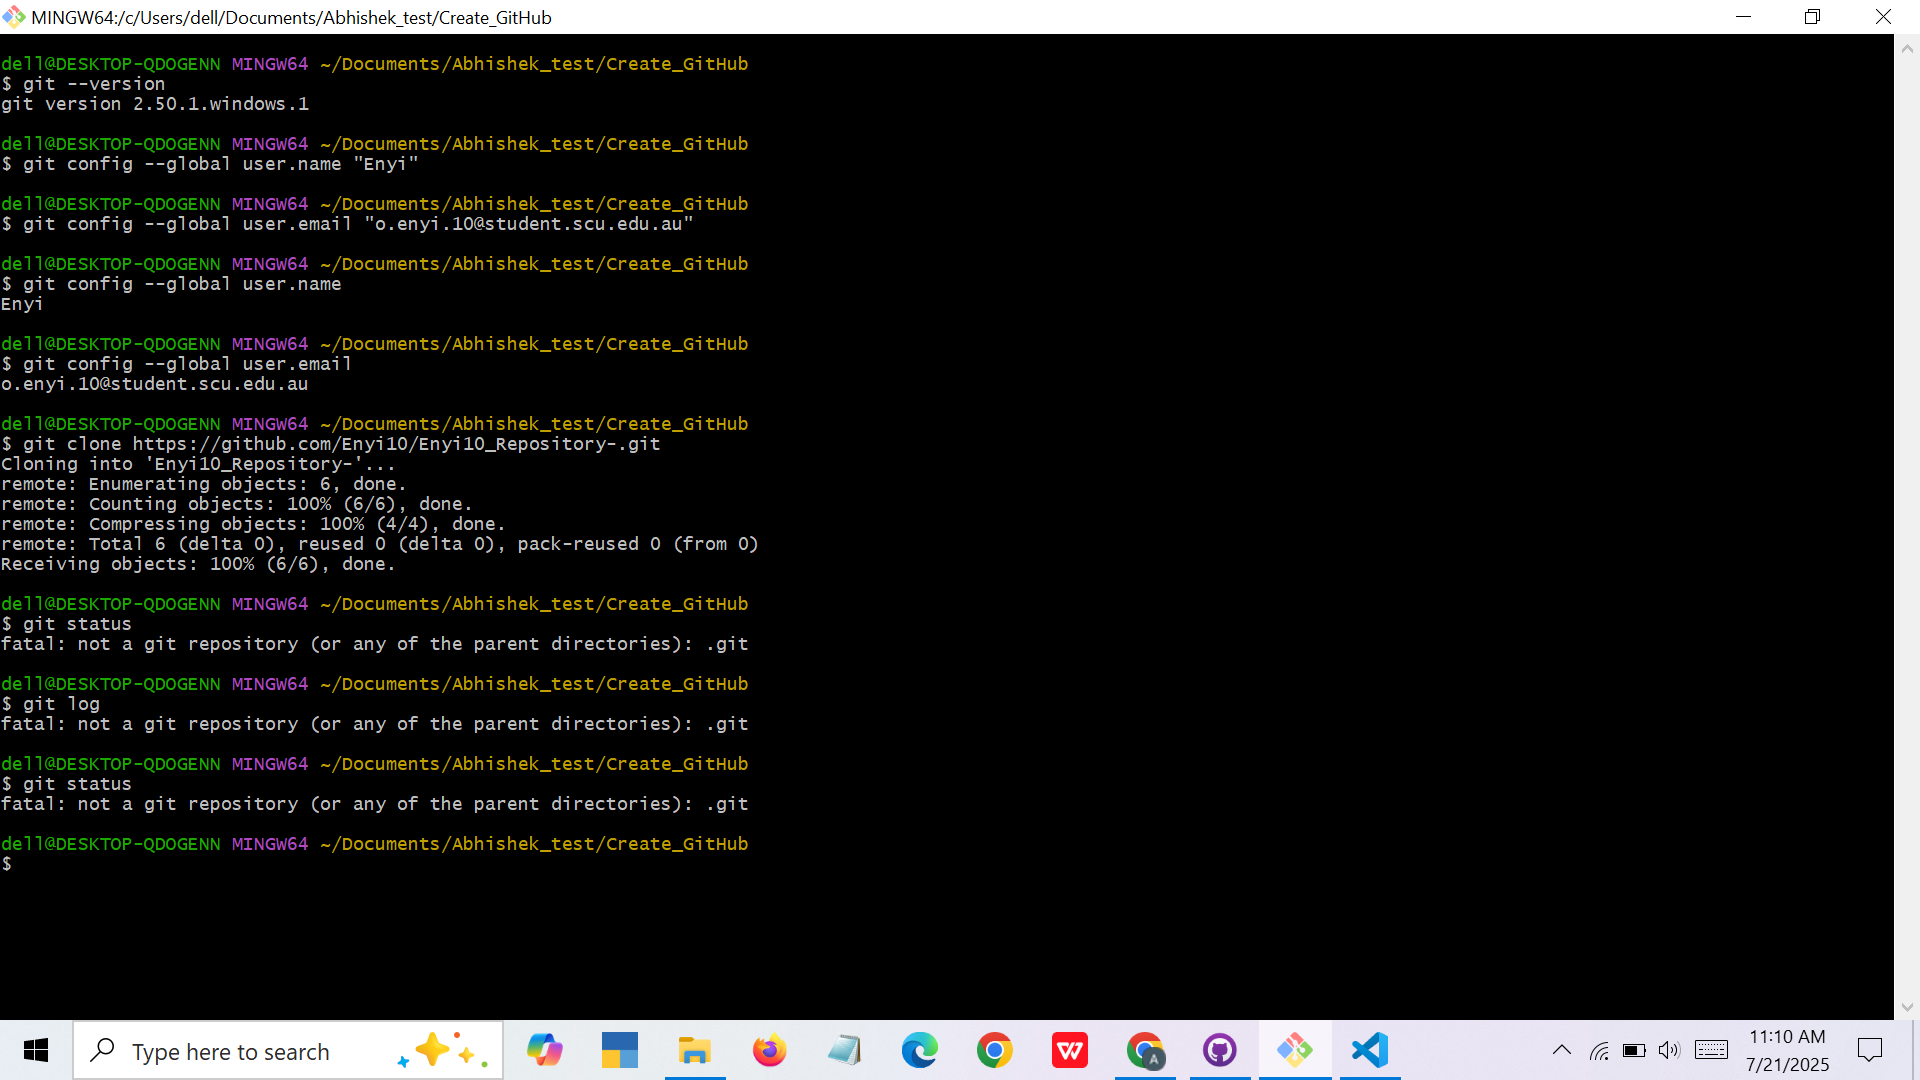 MINGW64:/c/Users/dell/Documents/Abhishek_test/Create_GitHub
dell@DESKTOP-QDOGENN MINGW64 ~/Documents/Abhishek_test/Create_GitHub
$ git --version
git version 2.50.1.windows.1
dell@DESKTOP-QDOGENN MINGW64 ~/Documents/Abhishek_test/Create_GitHub
$ git config --global user.name "Enyi"
dell@DESKTOP-QDOGENN MINGW64 ~/Documents/Abhishek_test/Create_GitHub
$ git config --global user.email "o.enyi.10@student.scu.edu.au"
dell@DESKTOP-QDOGENN MINGW64 ~/Documents/Abhishek_test/Create_GitHub
$ git config --global user.name
Enyi
dell@DESKTOP-QDOGENN MINGW64 ~/Documents/Abhishek_test/Create_GitHub
$ git config --global user.email
o.enyi.10@student.scu.edu.au
dell@DESKTOP-QDOGENN MINGW64 ~/Documents/Abhishek_test/Create_GitHub
$ git clone https://github.com/Enyi10/Enyi10_Repository-.git
Cloning into 'Enyi10_Repository-'...
remote: Enumerating objects: 6, done.
remote: Counting objects: 100% (6/6), done.
remote: Compressing objects: 100% (4/4), done.
remote: Total 6 (delta 0), reused 0 (delta 0), pack-reused 0 (from 0)
Receiving objects: 100% (6/6), done.
dell@DESKTOP-QDOGENN MINGW64 ~/Documents/Abhishek_test/Create_GitHub
$ git status
fatal: not a git repository (or any of the parent directories): .git
dell@DESKTOP-QDOGENN MINGW64 ~/Documents/Abhishek_test/Create_GitHub
$ git log
fatal: not a git repository (or any of the parent directories): .git
dell@DESKTOP-QDOGENN MINGW64 ~/Documents/Abhishek_test/Create_GitHub
$ git status
fatal: not a git repository (or any of the parent directories): .git
dell@DESKTOP-QDOGENN MINGW64 ~/Documents/Abhishek_test/Create_GitHub
$
Type here to search
W
A
11:10 AM
7/21/2025